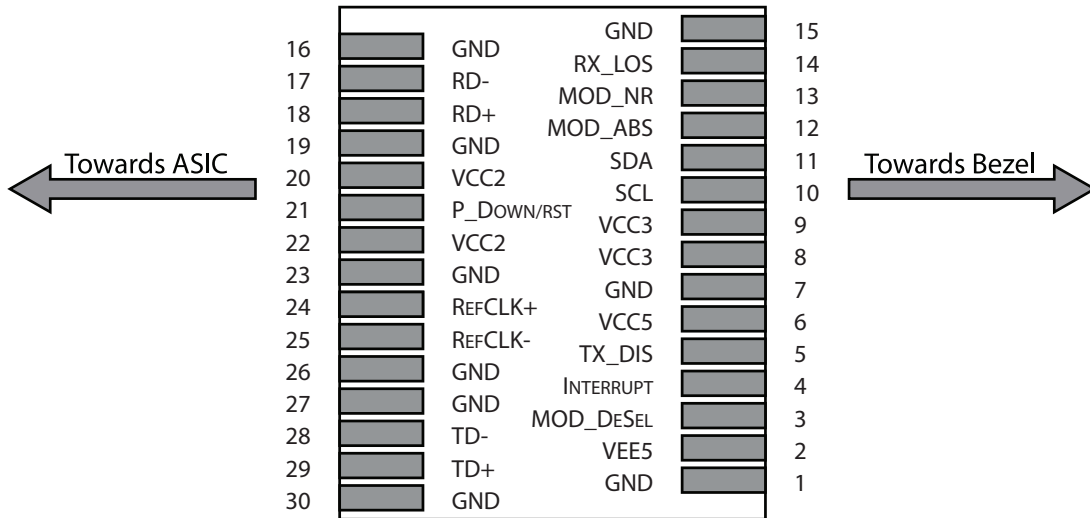 GND 15
16 GND
RX_LOS 14
17 RD-
MOD_NR 13
18 RD+
MOD_ABS 12
19 GND
SDA 11
Towards ASIC
Towards Bezel
20 VCC2
SCL 10
21 P_DOWN/RST
VCC3 9
22 VCC2
VCC3 8
23 GND
GND 7
24 REFCLK+
VCC5 6
25 REFCLK-
TX_DIS 5
26 GND
INTERRUPT 4
27 GND
MOD_DESEL 3
28 TD-
VEE5 2
29 TD+
GND 1
30 GND